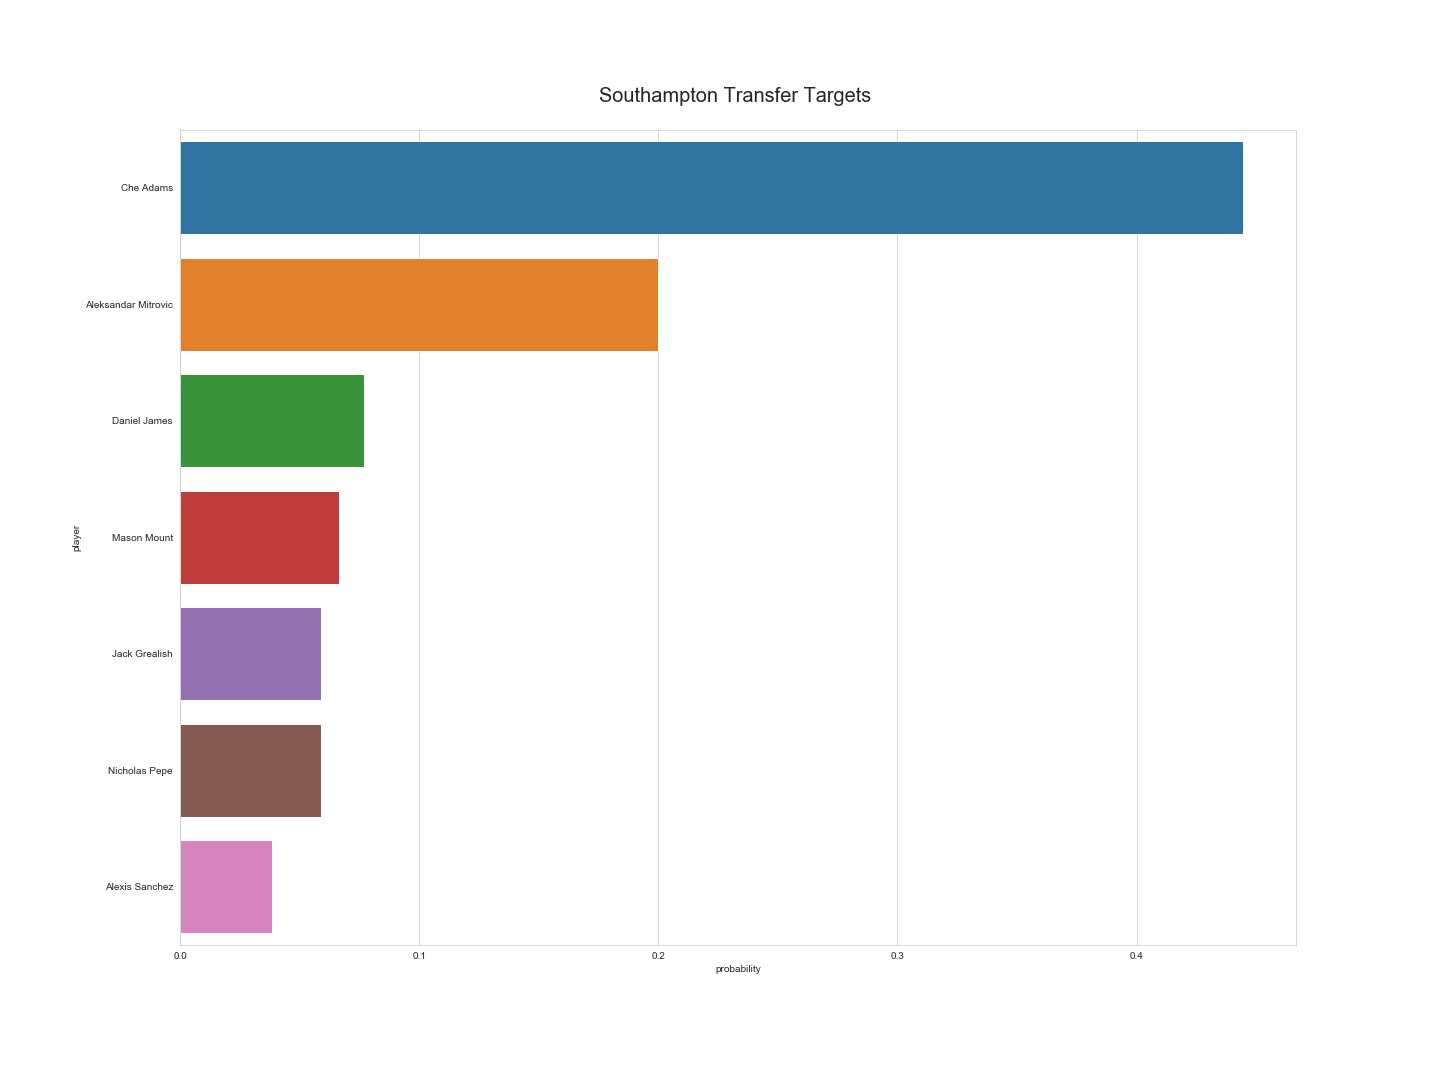 Southampton Transfer Targets
Che Adams
Aleksandar Mitrovic
Daniel James
Mason Mount
Jack Grealish
Nicholas Pepe
Alexis Sanchez
player
0.0 0.1 0.2 0.3 0.4
probability